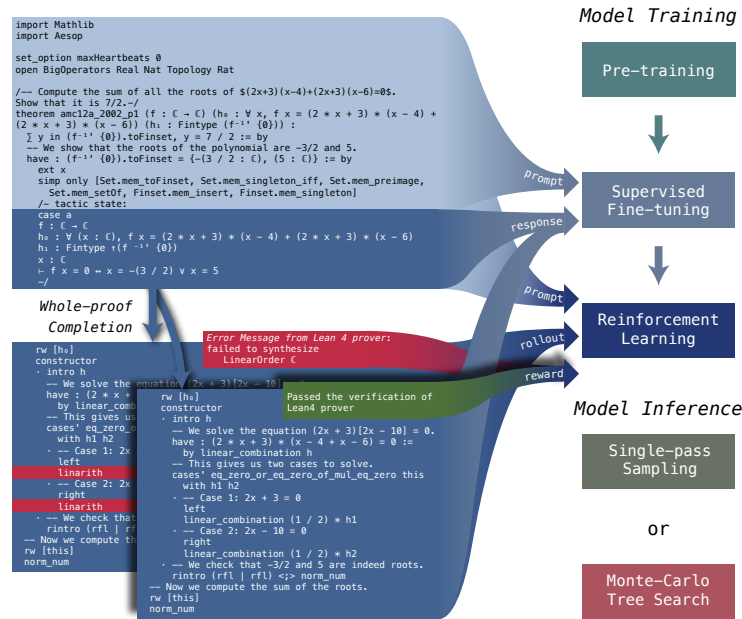 import Mathlib
import Aesop
set_option maxHeartbeats 0
open BigOperators Real Nat Topology Rat
/-- Compute the sum of all the roots of $(2x+3)(x-4)+(2x+3)(x-6)=0$.
Show that it is 7/2.-/
theorem amc12a_2002_p1 (f : ℂ → ℂ) (h₀ : ∀ x, f x = (2 * x + 3) * (x - 4) +
(2 * x + 3) * (x - 6)) (h₁ : Fintype (f⁻¹' {0})) :
∑ y in (f⁻¹' {0}).toFinset, y = 7 / 2 := by
-- We show that the roots of the polynomial are -3/2 and 5.
have : (f⁻¹' {0}).toFinset = {-(3 / 2 : ℂ), (5 : ℂ)} := by
ext x
simp only [Set.mem_toFinset, Set.mem_singleton_iff, Set.mem_preimage,
Set.mem_setOf, Finset.mem_insert, Finset.mem_singleton]
/- tactic state:
case a
f : ℂ → ℂ
h₀ : ∀ (x : ℂ), f x = (2 * x + 3) * (x - 4) + (2 * x + 3) * (x - 6)
h₁ : Fintype ↑(f ⁻¹' {0})
x : ℂ
⊢ f x = 0 ↔ x = -(3 / 2) ∨ x = 5
-/
Whole-proof
Completion
rw [h₀]
constructor
· intro h
-- We solve the equation (2x + 3)[2x - 10] = 0
have : (2 * x +
by linear_comb
-- This gives us
cases' eq_zero_o
with h1 h2
· -- Case 1: 2x
left
linarith
· -- Case 2: 2x
right
linarith
· -- We check that
rintro (rfl | rf
-- Now we compute th
rw [this]
norm_num
Error Message from Lean 4 prover:
failed to synthesize
LinearOrder ℂ
Passed the verification of
Lean4 prover
rw [h₀]
constructor
· intro h
-- We solve the equation (2x + 3)[2x - 10] = 0.
have : (2 * x + 3) * (x - 4 + x - 6) = 0 :=
by linear_combination h
-- This gives us two cases to solve.
cases' eq_zero_or_eq_zero_of_mul_eq_zero this
with h1 h2
· -- Case 1: 2x + 3 = 0
left
linear_combination (1 / 2) * h1
· -- Case 2: 2x - 10 = 0
right
linear_combination (1 / 2) * h2
· -- We check that -3/2 and 5 are indeed roots.
rintro (rfl | rfl) <;> norm_num
-- Now we compute the sum of the roots.
rw [this]
norm_num
prompt
response
prompt
rollout
reward
Model Training
Pre-training
Supervised
Fine-tuning
Reinforcement
Learning
Model Inference
Single-pass
Sampling
or
Monte-Carlo
Tree Search